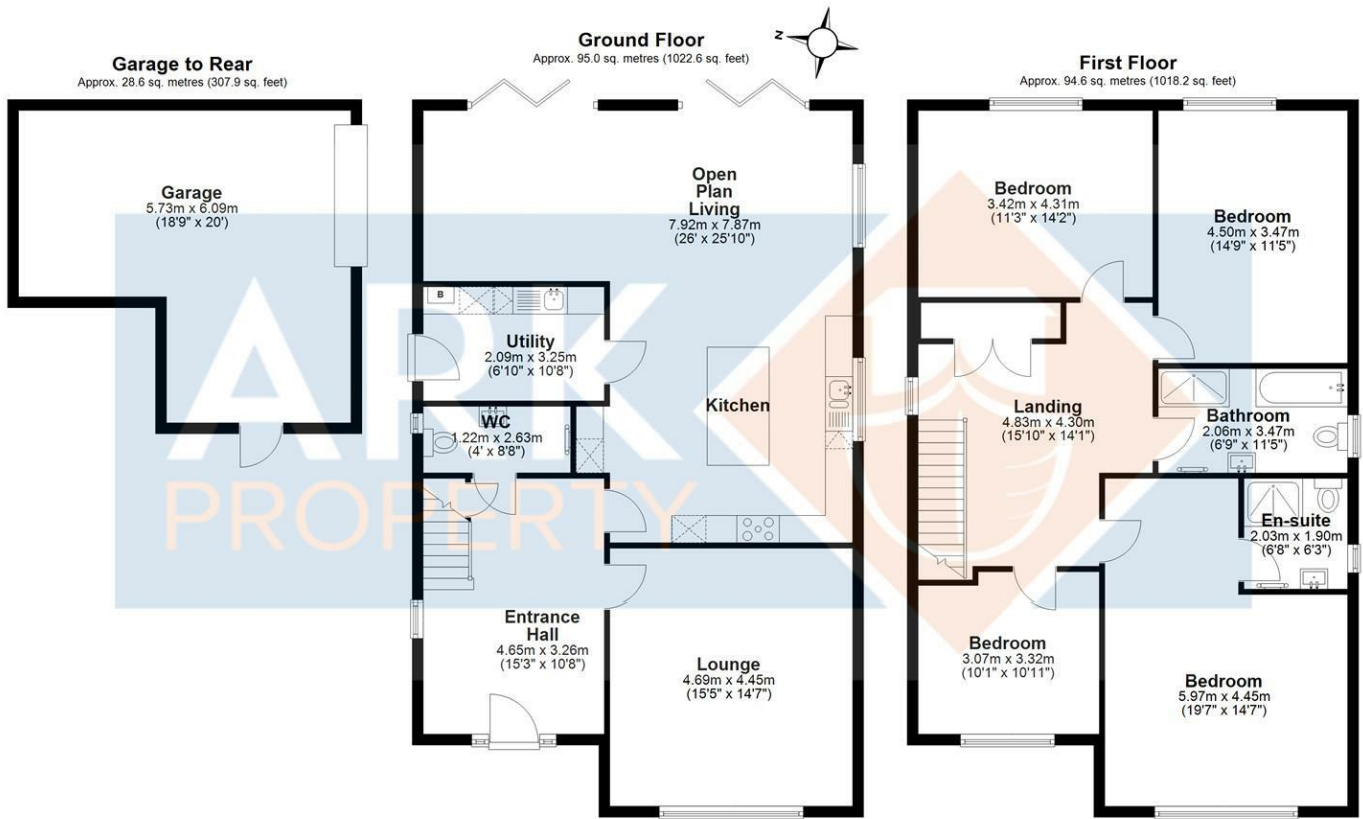 Garage to Rear
Approx. 28.6 sq. metres (307.9 sq. feet)
Garage
5.73m x 6.09m
(18'9" x 20')
Ground Floor
Approx. 95.0 sq. metres (1022.6 sq. feet)
N
Open
Plan
Living
7.92m x 7.87m
(26' x 25'10")
B
Utility
2.09m x 3.25m
(6'10" x 10'8")
WC
1.22m x 2.63m
(4' x 8'8")
Kitchen
Entrance
Hall
4.65m x 3.26m
(15'3" x 10'8")
Lounge
4.69m x 4.45m
(15'5" x 14'7")
First Floor
Approx. 94.6 sq. metres (1018.2 sq. feet)
Bedroom
3.42m x 4.31m
(11'3" x 14'2")
Bedroom
4.50m x 3.47m
(14'9" x 11'5")
Landing
4.83m x 4.30m
(15'10" x 14'1")
Bathroom
2.06m x 3.47m
(6'9" x 11'5")
En-suite
2.03m x 1.90m
(6'8" x 6'3")
Bedroom
3.07m x 3.32m
(10'1" x 10'11")
Bedroom
5.97m x 4.45m
(19'7" x 14'7")
ARK
PROPERTY